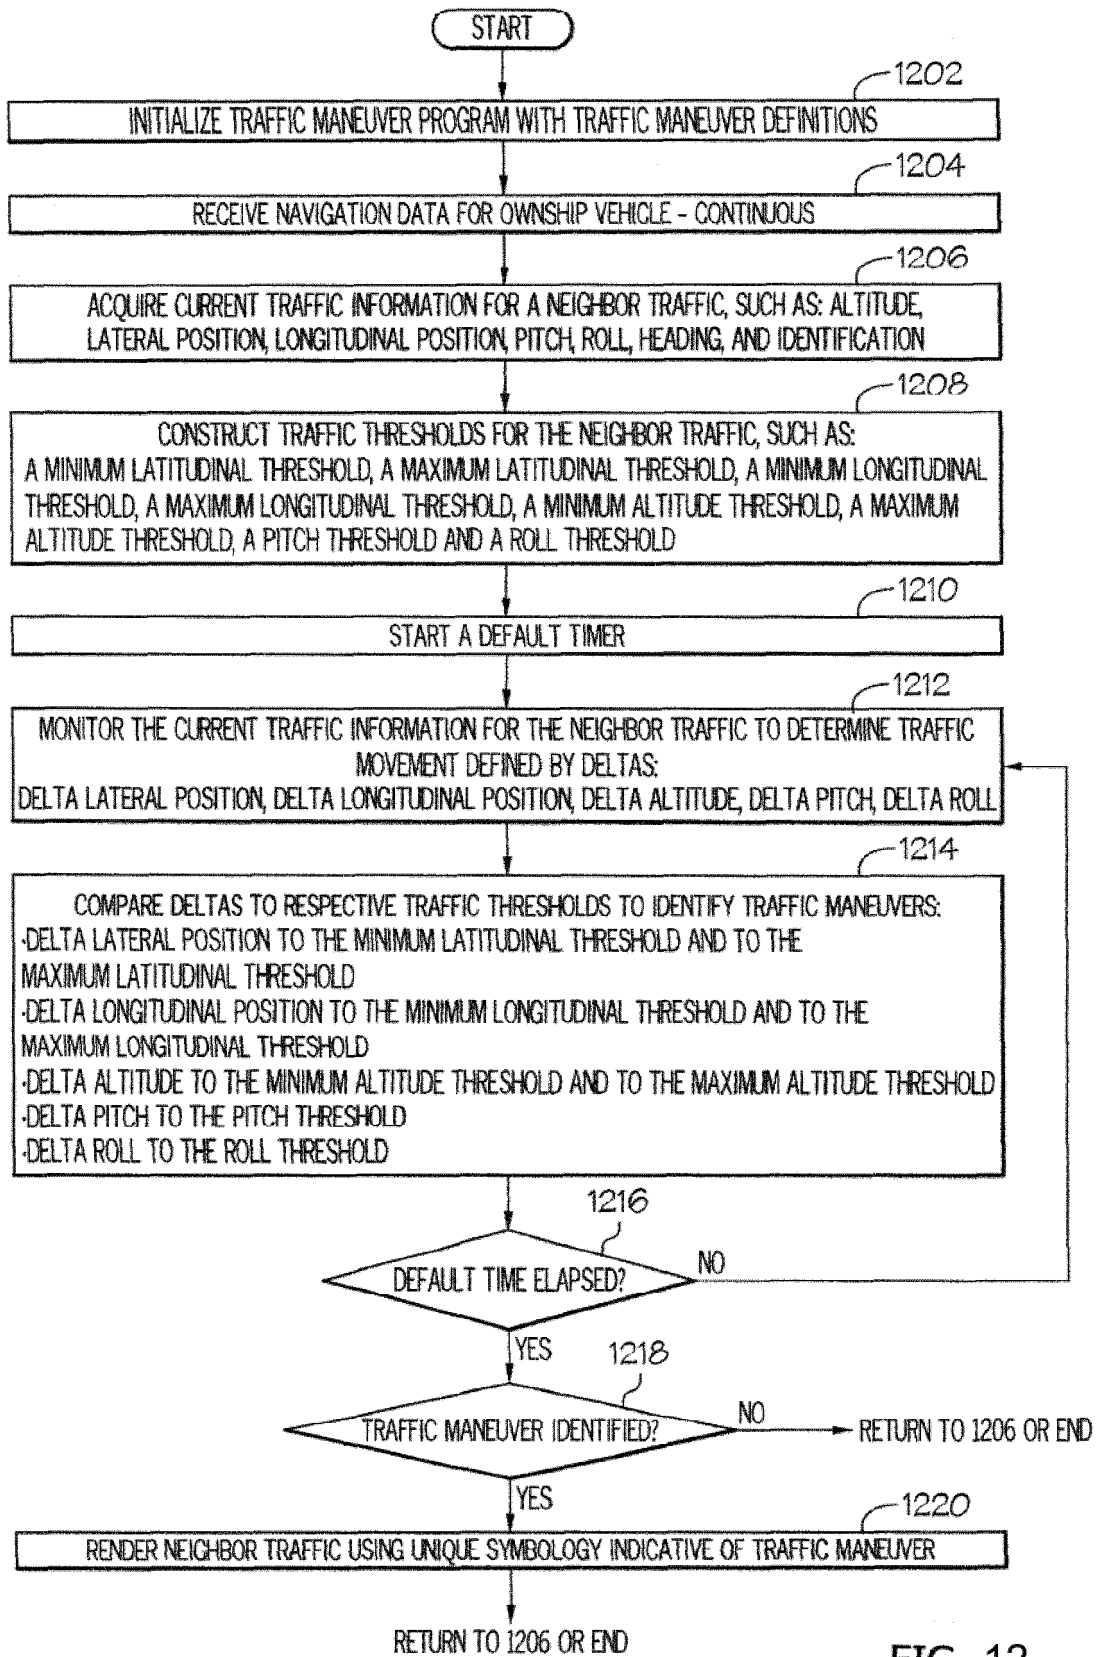 START
1202
INITIALIZE TRAFFIC MANEUVER PROGRAM WITH TRAFFIC MANEUVER DEFINITIONS
1204
RECEIVE NAVIGATION DATA FOR OWNSHIP VEHICLE - CONTINUOUS
1206
ACQUIRE CURRENT TRAFFIC INFORMATION FOR A NEIGHBOR TRAFFIC, SUCH AS: ALTITUDE,
LATERAL POSITION, LONGITUDINAL POSITION, PITCH, ROLL, HEADING, AND IDENTIFICATION
1208
CONSTRUCT TRAFFIC THRESHOLDS FOR THE NEIGHBOR TRAFFIC, SUCH AS:
A MINIMUM LATITUDINAL THRESHOLD, A MAXIMUM LATITUDINAL THRESHOLD, A MINIMUM LONGITUDINAL
THRESHOLD, A MAXIMUM LONGITUDINAL THRESHOLD, A MINIMUM ALTITUDE THRESHOLD, A MAXIMUM
ALTITUDE THRESHOLD, A PITCH THRESHOLD AND A ROLL THRESHOLD
1210
START A DEFAULT TIMER
1212
MONITOR THE CURRENT TRAFFIC INFORMATION FOR THE NEIGHBOR TRAFFIC TO DETERMINE TRAFFIC
MOVEMENT DEFINED BY DELTAS:
DELTA LATERAL POSITION, DELTA LONGITUDINAL POSITION, DELTA ALTITUDE, DELTA PITCH, DELTA ROLL
1214
COMPARE DELTAS TO RESPECTIVE TRAFFIC THRESHOLDS TO IDENTIFY TRAFFIC MANEUVERS:
·DELTA LATERAL POSITION TO THE MINIMUM LATITUDINAL THRESHOLD AND TO THE
MAXIMUM LATITUDINAL THRESHOLD
·DELTA LONGITUDINAL POSITION TO THE MINIMUM LONGITUDINAL THRESHOLD AND TO THE
MAXIMUM LONGITUDINAL THRESHOLD
·DELTA ALTITUDE TO THE MINIMUM ALTITUDE THRESHOLD AND TO THE MAXIMUM ALTITUDE THRESHOLD
·DELTA PITCH TO THE PITCH THRESHOLD
·DELTA ROLL TO THE ROLL THRESHOLD
1216
DEFAULT TIME ELAPSED?
NO
YES
1218
TRAFFIC MANEUVER IDENTIFIED?
NO
RETURN TO 1206 OR END
YES
1220
RENDER NEIGHBOR TRAFFIC USING UNIQUE SYMBOLOGY INDICATIVE OF TRAFFIC MANEUVER
RETURN TO 1206 OR END
FIG. 12